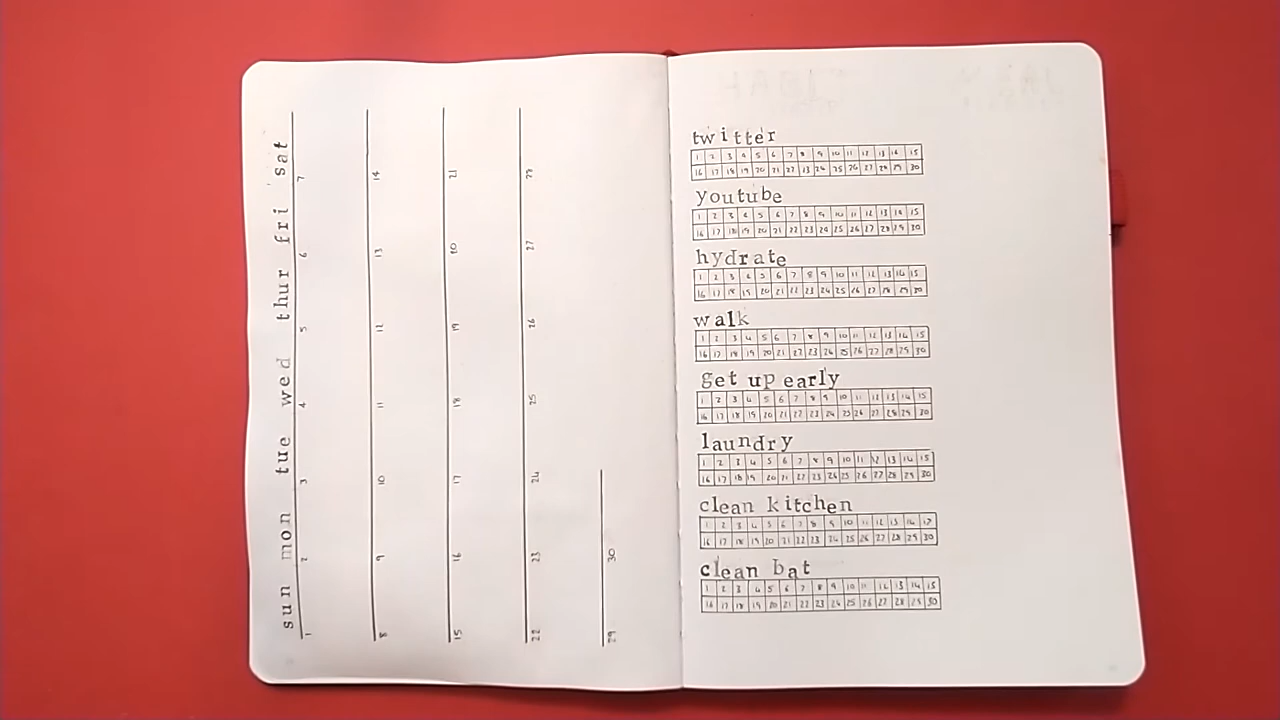 sun mon tue wed thur fri sat
1 2 3 4 5 6 7
8 9 10 11 12 13 14
15 16 17 18 19 20 21
22 23 24 25 26 27 28
29 30
twitter
1 2 3 4 5 6 7 8 9 10 11 12 13 14 15
16 17 18 19 20 21 22 23 24 25 26 27 28 29 30
youtube
1 2 3 4 5 6 7 8 9 10 11 12 13 14 15
16 17 18 19 20 21 22 23 24 25 26 27 28 29 30
hydrate
1 2 3 4 5 6 7 8 9 10 11 12 13 14 15
16 17 18 19 20 21 22 23 24 25 26 27 28 29 30
walk
1 2 3 4 5 6 7 8 9 10 11 12 13 14 15
16 17 18 19 20 21 22 23 24 25 26 27 28 29 30
get up early
1 2 3 4 5 6 7 8 9 10 11 12 13 14 15
16 17 18 19 20 21 22 23 24 25 26 27 28 29 30
laundry
1 2 3 4 5 6 7 8 9 10 11 12 13 14 15
16 17 18 19 20 21 22 23 24 25 26 27 28 29 30
clean kitchen
1 2 3 4 5 6 7 8 9 10 11 12 13 14 15
16 17 18 19 20 21 22 23 24 25 26 27 28 29 30
clean bat
1 2 3 4 5 6 7 8 9 10 11 12 13 14 15
16 17 18 19 20 21 22 23 24 25 26 27 28 29 30